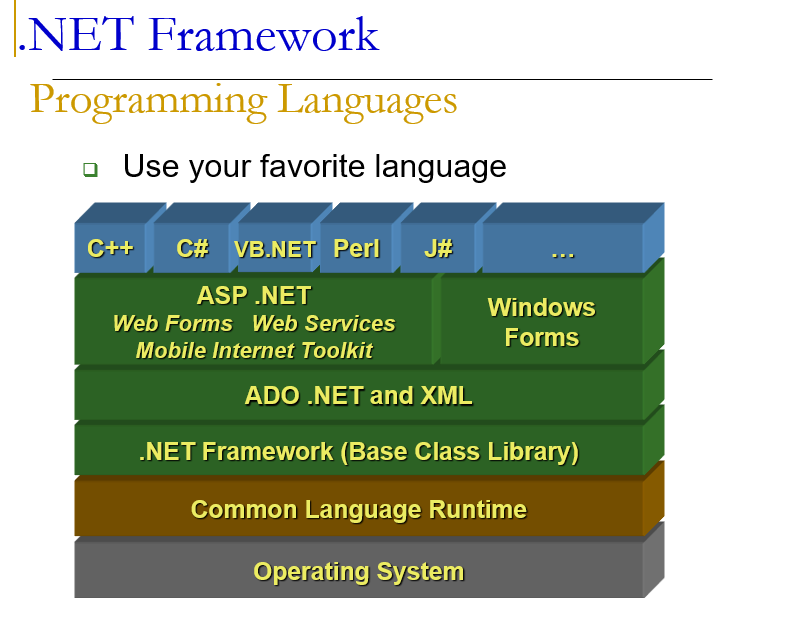 .NET Framework
Programming Languages
Use your favorite language
C++ C# VB.NET Perl J# ...
ASP .NET
Web Forms Web Services
Mobile Internet Toolkit
Windows
Forms
ADO .NET and XML
.NET Framework (Base Class Library)
Common Language Runtime
Operating System